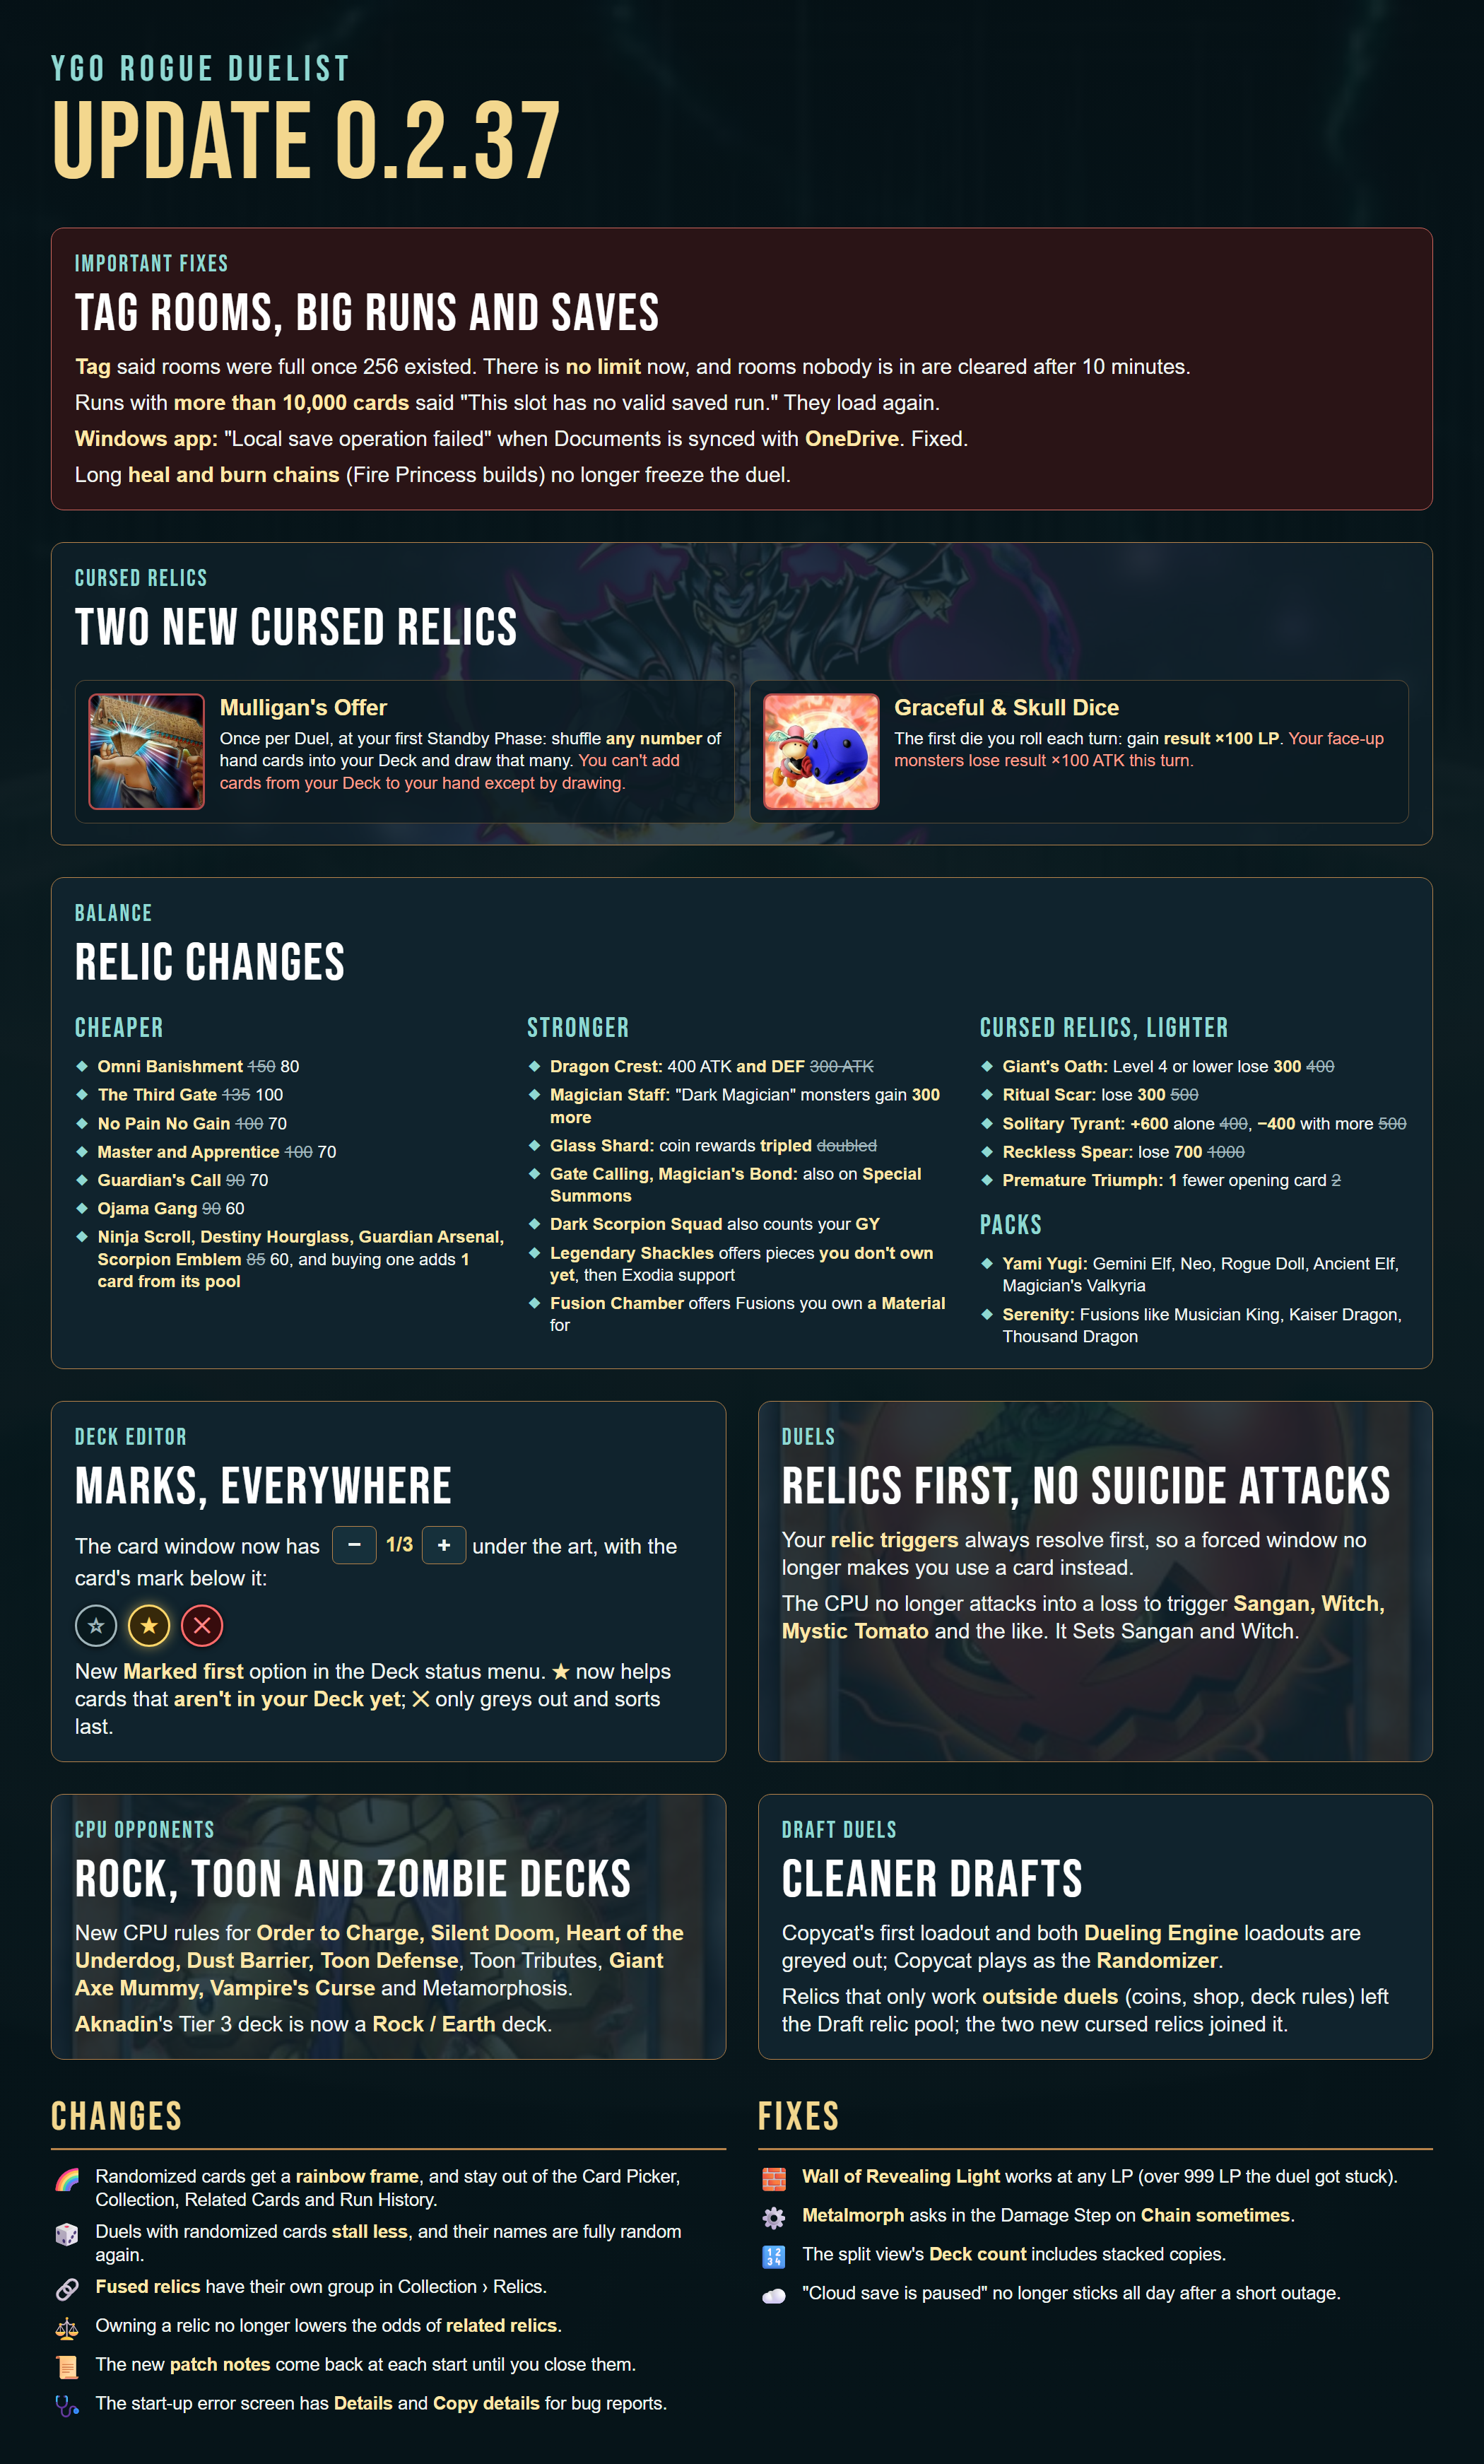 YGO ROGUE DUELIST
UPDATE 0.2.37
IMPORTANT FIXES
TAG ROOMS, BIG RUNS AND SAVES
Tag said rooms were full once 256 existed. There is no limit now, and rooms nobody is in are cleared after 10 minutes.
Runs with more than 10,000 cards said "This slot has no valid saved run." They load again.
Windows app: "Local save operation failed" when Documents is synced with OneDrive. Fixed.
Long heal and burn chains (Fire Princess builds) no longer freeze the duel.
CURSED RELICS
TWO NEW CURSED RELICS
Mulligan's Offer
Once per Duel, at your first Standby Phase: shuffle any number of
hand cards into your Deck and draw that many. You can't add
cards from your Deck to your hand except by drawing.
Graceful & Skull Dice
The first die you roll each turn: gain result ×100 LP. Your face-up
monsters lose result ×100 ATK this turn.
BALANCE
RELIC CHANGES
CHEAPER
Omni Banishment 150 80
The Third Gate 135 100
No Pain No Gain 100 70
Master and Apprentice 100 70
Guardian's Call 90 70
Ojama Gang 90 60
Ninja Scroll, Destiny Hourglass, Guardian Arsenal,
Scorpion Emblem 85 60, and buying one adds 1
card from its pool
STRONGER
Dragon Crest: 400 ATK and DEF 300 ATK
Magician Staff: "Dark Magician" monsters gain 300
more
Glass Shard: coin rewards tripled doubled
Gate Calling, Magician's Bond: also on Special
Summons
Dark Scorpion Squad also counts your GY
Legendary Shackles offers pieces you don't own
yet, then Exodia support
Fusion Chamber offers Fusions you own a Material
for
CURSED RELICS, LIGHTER
Giant's Oath: Level 4 or lower lose 300 400
Ritual Scar: lose 300 500
Solitary Tyrant: +600 alone 400, −400 with more 500
Reckless Spear: lose 700 1000
Premature Triumph: 1 fewer opening card 2
PACKS
Yami Yugi: Gemini Elf, Neo, Rogue Doll, Ancient Elf,
Magician's Valkyria
Serenity: Fusions like Musician King, Kaiser Dragon,
Thousand Dragon
DECK EDITOR
MARKS, EVERYWHERE
The card window now has − 1/3 + under the art, with the
card's mark below it:
New Marked first option in the Deck status menu. ★ now helps
cards that aren't in your Deck yet; ✕ only greys out and sorts
last.
DUELS
RELICS FIRST, NO SUICIDE ATTACKS
Your relic triggers always resolve first, so a forced window no
longer makes you use a card instead.
The CPU no longer attacks into a loss to trigger Sangan, Witch,
Mystic Tomato and the like. It Sets Sangan and Witch.
CPU OPPONENTS
ROCK, TOON AND ZOMBIE DECKS
New CPU rules for Order to Charge, Silent Doom, Heart of the
Underdog, Dust Barrier, Toon Defense, Toon Tributes, Giant
Axe Mummy, Vampire's Curse and Metamorphosis.
Aknadin's Tier 3 deck is now a Rock / Earth deck.
DRAFT DUELS
CLEANER DRAFTS
Copycat's first loadout and both Dueling Engine loadouts are
greyed out; Copycat plays as the Randomizer.
Relics that only work outside duels (coins, shop, deck rules) left
the Draft relic pool; the two new cursed relics joined it.
CHANGES
Randomized cards get a rainbow frame, and stay out of the Card Picker,
Collection, Related Cards and Run History.
Duels with randomized cards stall less, and their names are fully random
again.
Fused relics have their own group in Collection › Relics.
Owning a relic no longer lowers the odds of related relics.
The new patch notes come back at each start until you close them.
The start-up error screen has Details and Copy details for bug reports.
FIXES
Wall of Revealing Light works at any LP (over 999 LP the duel got stuck).
Metalmorph asks in the Damage Step on Chain sometimes.
The split view's Deck count includes stacked copies.
"Cloud save is paused" no longer sticks all day after a short outage.